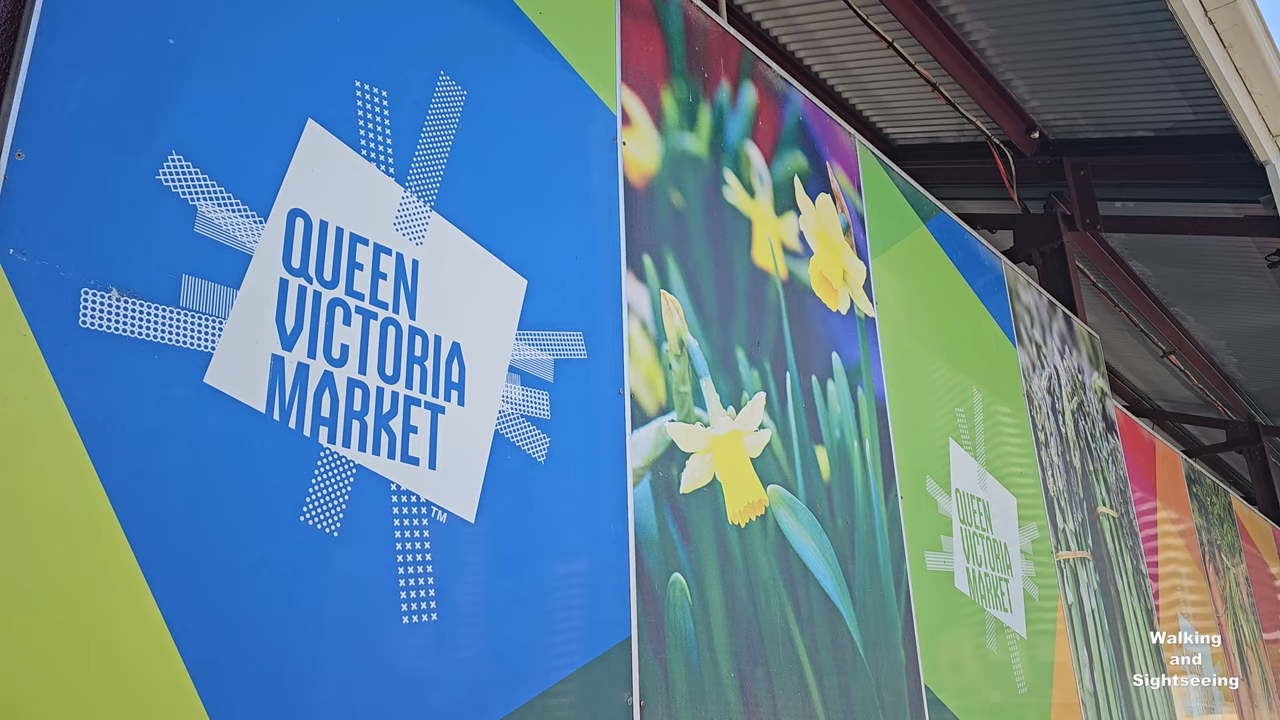 QUEEN
VICTORIA
MARKET
TM
QUEEN
VICTORIA
MARKET
Walking
and
Sightseeing